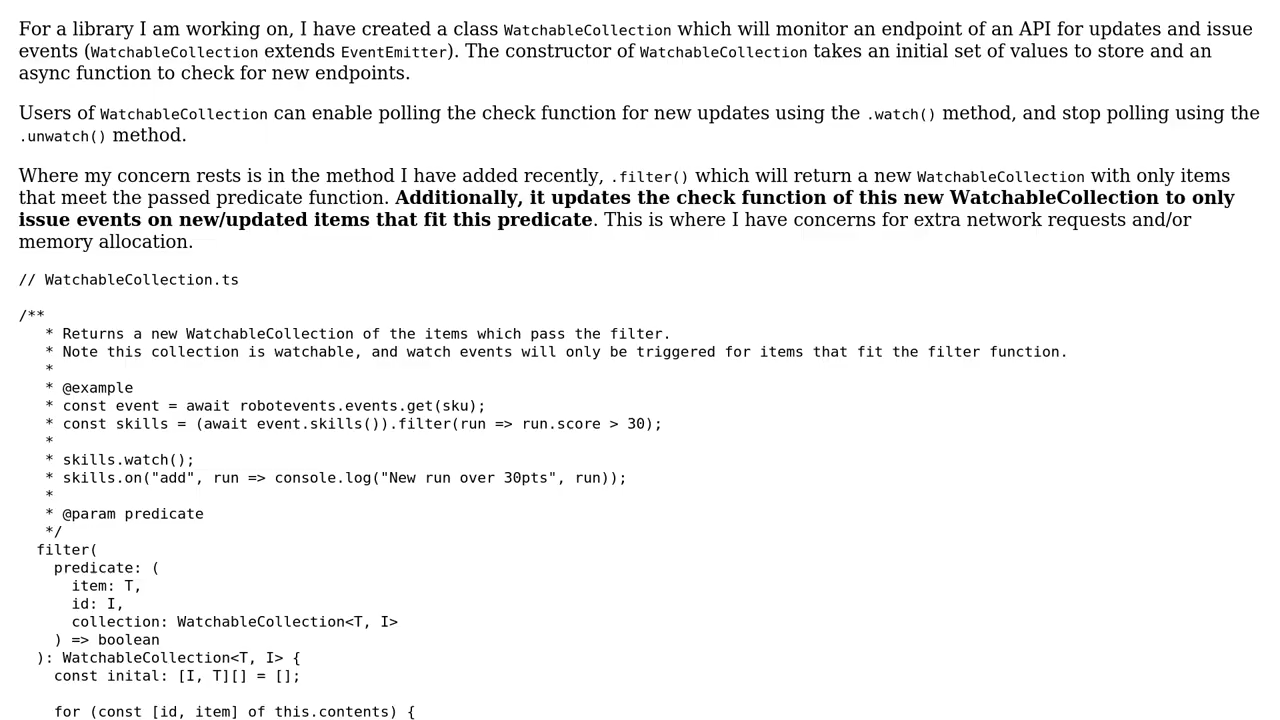 For a library I am working on, I have created a class WatchableCollection which will monitor an endpoint of an API for updates and issue
events (WatchableCollection extends EventEmitter). The constructor of WatchableCollection takes an initial set of values to store and an
async function to check for new endpoints.
Users of WatchableCollection can enable polling the check function for new updates using the .watch() method, and stop polling using the
.unwatch() method.
Where my concern rests is in the method I have added recently, .filter() which will return a new WatchableCollection with only items
that meet the passed predicate function. Additionally, it updates the check function of this new WatchableCollection to only
issue events on new/updated items that fit this predicate. This is where I have concerns for extra network requests and/or
memory allocation.
// WatchableCollection.ts
/**
   * Returns a new WatchableCollection of the items which pass the filter.
   * Note this collection is watchable, and watch events will only be triggered for items that fit the filter function.
   *
   * @example
   * const event = await robotevents.events.get(sku);
   * const skills = (await event.skills()).filter(run => run.score > 30);
   *
   * skills.watch();
   * skills.on("add", run => console.log("New run over 30pts", run));
   *
   * @param predicate
   */
  filter(
    predicate: (
      item: T,
      id: I,
      collection: WatchableCollection<T, I>
    ) => boolean
  ): WatchableCollection<T, I> {
    const inital: [I, T][] = [];
    for (const [id, item] of this.contents) {